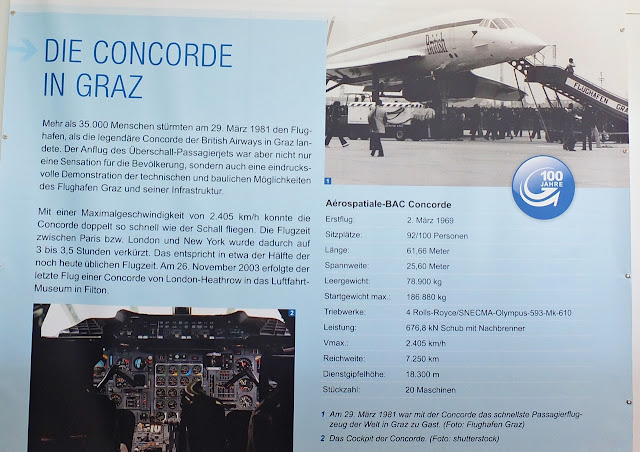 DIE CONCORDE
IN GRAZ
Mehr als 35.000 Menschen stürmten am 29. März 1981 den Flug-
hafen, als die legendäre Concorde der British Airways in Graz lan-
dete. Der Anflug des Überschall-Passagierjets war aber nicht nur
eine Sensation für die Bevölkerung, sondern auch eine eindrucks-
volle Demonstration der technischen und baulichen Möglichkeiten
des Flughafen Graz und seiner Infrastruktur.
Mit einer Maximalgeschwindigkeit von 2.405 km/h konnte die
Concorde doppelt so schnell wie der Schall fliegen. Die Flugzeit
zwischen Paris bzw. London und New York wurde dadurch auf
3 bis 3,5 Stunden verkürzt. Das entspricht in etwa der Hälfte der
noch heute üblichen Flugzeit. Am 26. November 2003 erfolgte der
letzte Flug einer Concorde von London-Heathrow in das Luftfahrt-
Museum in Filton.
2
British
FLUGHAFEN GRA
1
100
JAHRE
Aérospatiale-BAC Concorde
Erstflug: 2. März 1969
Sitzplätze: 92/100 Personen
Länge: 61,66 Meter
Spannweite: 25,60 Meter
Leergewicht: 78.900 kg
Startgewicht max.: 186.880 kg
Triebwerke: 4 Rolls-Royce/SNECMA-Olympus-593-Mk-610
Leistung: 676,8 kN Schub mit Nachbrenner
Vmax.: 2.405 km/h
Reichweite: 7.250 km
Dienstgipfelhöhe: 18.300 m
Stückzahl: 20 Maschinen
1 Am 29. März 1981 war mit der Concorde das schnellste Passagierflug-
zeug der Welt in Graz zu Gast. (Foto: Flughafen Graz)
2 Das Cockpit der Concorde. (Foto: shutterstock)